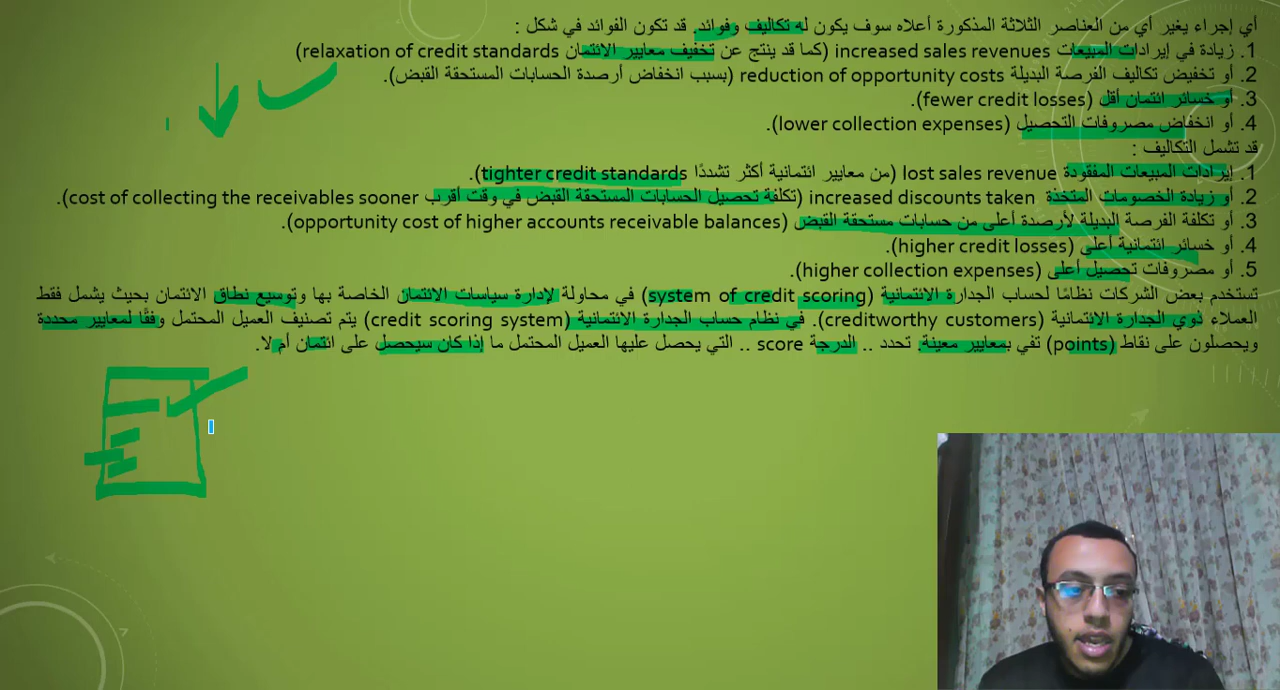 أي إجراء يغير أي من العناصر الثلاثة المذكورة أعلاه سوف يكون له تكاليف وفوائد. قد تكون الفوائد في شكل :
1. زيادة في إيرادات المبيعات increased sales revenues (كما قد ينتج عن تخفيف معايير الائتمان relaxation of credit standards)
2. أو تخفيض تكاليف الفرصة البديلة reduction of opportunity costs (بسبب انخفاض أرصدة الحسابات المستحقة القبض).
3. أو خسائر ائتمان أقل (fewer credit losses).
4. أو انخفاض مصروفات التحصيل (lower collection expenses).
قد تشمل التكاليف :
1. إيرادات المبيعات المفقودة lost sales revenue (من معايير ائتمانية أكثر تشددًا tighter credit standards).
2. أو زيادة الخصومات المتخذة increased discounts taken (تكلفة تحصيل الحسابات المستحقة القبض في وقت أقرب cost of collecting the receivables sooner).
3. أو تكلفة الفرصة البديلة لأرصدة أعلى من حسابات مستحقة القبض (opportunity cost of higher accounts receivable balances).
4. أو خسائر ائتمانية أعلى (higher credit losses).
5. أو مصروفات تحصيل أعلى (higher collection expenses).
تستخدم بعض الشركات نظامًا لحساب الجدارة الائتمانية (system of credit scoring) في محاولة لإدارة سياسات الائتمان الخاصة بها وتوسيع نطاق الائتمان بحيث يشمل فقط
العملاء ذوي الجدارة الائتمانية (creditworthy customers). في نظام حساب الجدارة الائتمانية (credit scoring system) يتم تصنيف العميل المحتمل وفقًا لمعايير محددة
ويحصلون على نقاط (points) تفي بمعايير معينة. تحدد .. الدرجة score .. التي يحصل عليها العميل المحتمل ما إذا كان سيحصل على ائتمان أم لا.